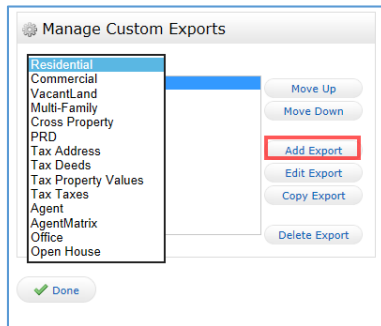 Manage Custom Exports
Residential
Commercial
VacantLand
Multi-Family
Cross Property
PRD
Tax Address
Tax Deeds
Tax Property Values
Tax Taxes
Agent
AgentMatrix
Office
Open House
Move Up
Move Down
Add Export
Edit Export
Copy Export
Delete Export
Done